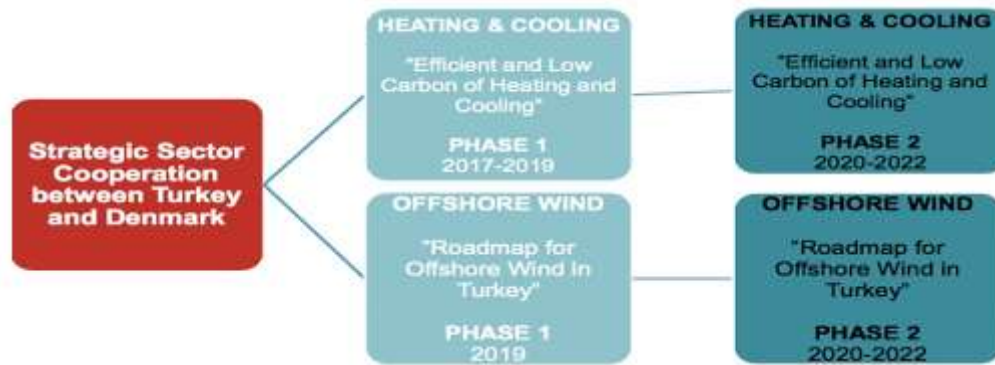 Strategic Sector
Cooperation
between Turkey
and Denmark
HEATING & COOLING
"Efficient and Low
Carbon of Heating and
Cooling"
PHASE 1
2017-2019
HEATING & COOLING
"Efficient and Low
Carbon of Heating and
Cooling"
PHASE 2
2020-2022
OFFSHORE WIND
"Roadmap for
Offshore Wind in
Turkey"
PHASE 1
2019
OFFSHORE WIND
"Roadmap for
Offshore Wind in
Turkey"
PHASE 2
2020-2022